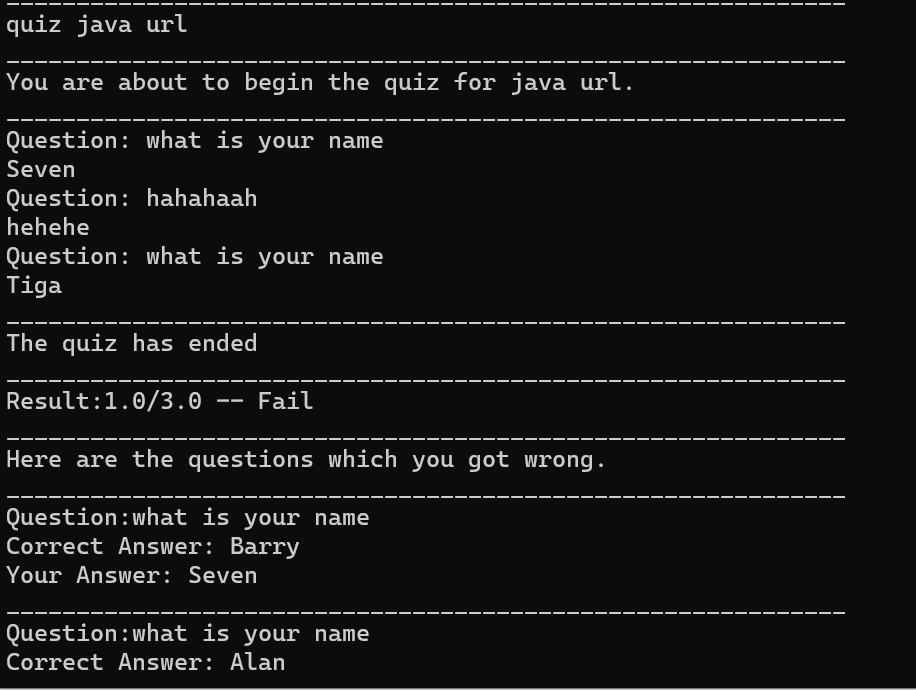 ____________________________________________________________
quiz java url
____________________________________________________________
You are about to begin the quiz for java url.
____________________________________________________________
Question: what is your name
Seven
Question: hahahaah
hehehe
Question: what is your name
Tiga
____________________________________________________________
The quiz has ended
____________________________________________________________
Result:1.0/3.0 -- Fail
____________________________________________________________
Here are the questions which you got wrong.
____________________________________________________________
Question:what is your name
Correct Answer: Barry
Your Answer: Seven
____________________________________________________________
Question:what is your name
Correct Answer: Alan